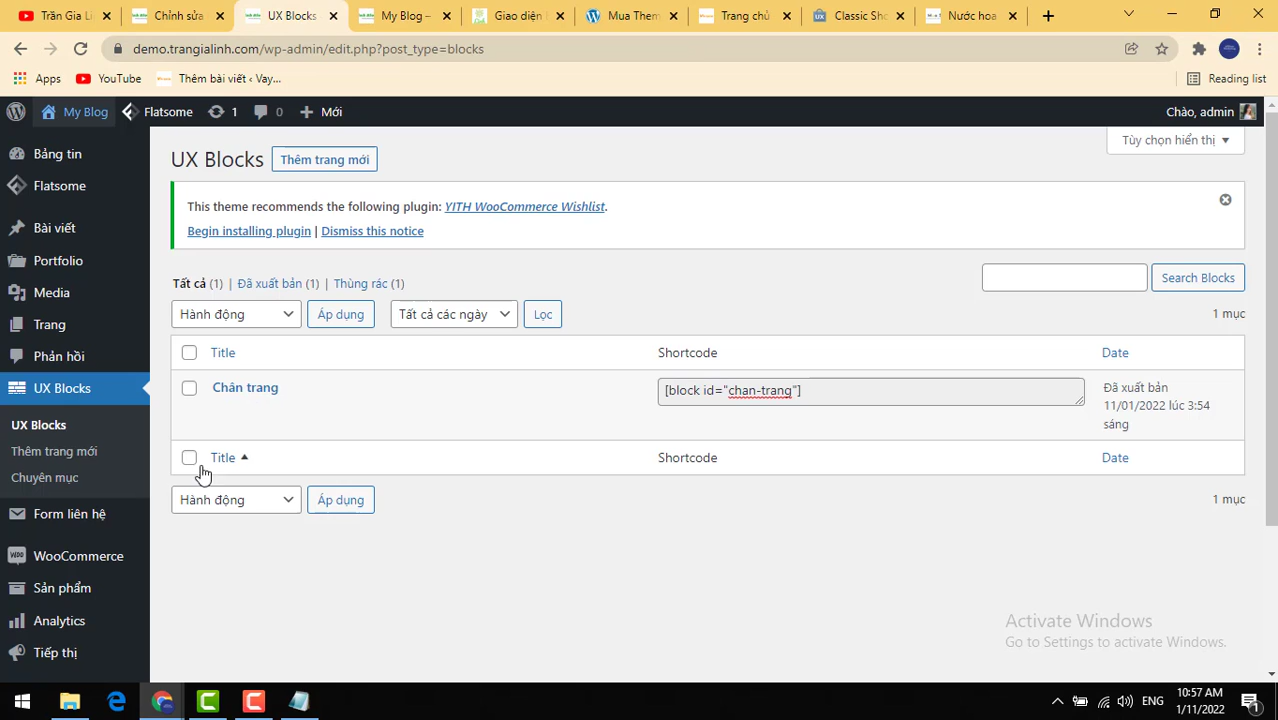 Trần Gia Li
Chỉnh sửa
UX Blocks
My Blog –
Giao diện
Mua Them
Trang chủ
Classic Sho
Nước hoa
demo.trangialinh.com/wp-admin/edit.php?post_type=blocks
Apps
YouTube
Thêm bài viết ‹ Vay...
Reading list
My Blog
Flatsome
1
0
Mới
Chào, admin
Bảng tin
Flatsome
Bài viết
Portfolio
Media
Trang
Phản hồi
UX Blocks
UX Blocks
Thêm trang mới
Chuyên mục
Form liên hệ
WooCommerce
Sản phẩm
Analytics
Tiếp thị
Tùy chọn hiển thị
UX Blocks
Thêm trang mới
This theme recommends the following plugin: YITH WooCommerce Wishlist.
Begin installing plugin | Dismiss this notice
Tất cả (1) | Đã xuất bản (1) | Thùng rác (1)
Search Blocks
Hành động
Áp dụng
Tất cả các ngày
Lọc
1 mục
Title
Shortcode
Date
Chân trang
[block id="chan-trang"]
Đã xuất bản
11/01/2022 lúc 3:54
sáng
Title
Shortcode
Date
Hành động
Áp dụng
1 mục
Activate Windows
Go to Settings to activate Windows.
ENG
10:57 AM
1/11/2022
1